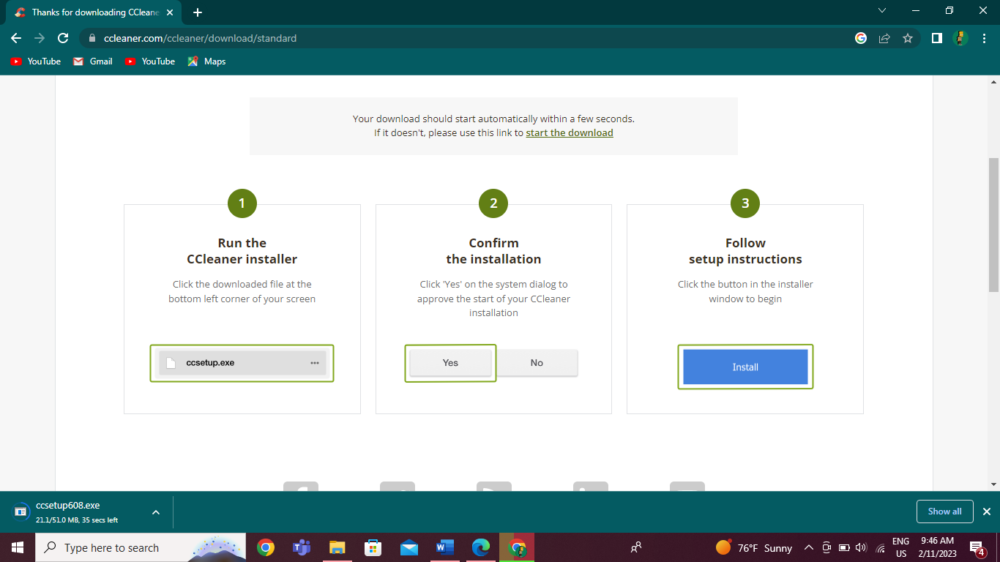 Thanks for downloading CCleane
ccleaner.com/ccleaner/download/standard
YouTube
Gmail
YouTube
Maps
Your download should start automatically within a few seconds.
If it doesn't, please use this link to start the download
1
Run the
CCleaner installer
Click the downloaded file at the
bottom left corner of your screen
ccsetup.exe
2
Confirm
the installation
Click 'Yes' on the system dialog to
approve the start of your CCleaner
installation
Yes
No
3
Follow
setup instructions
Click the button in the installer
window to begin
Install
ccsetup608.exe
21.1/51.0 MB, 35 secs left
Show all
Type here to search
76°F Sunny
ENG
US
9:46 AM
2/11/2023
4